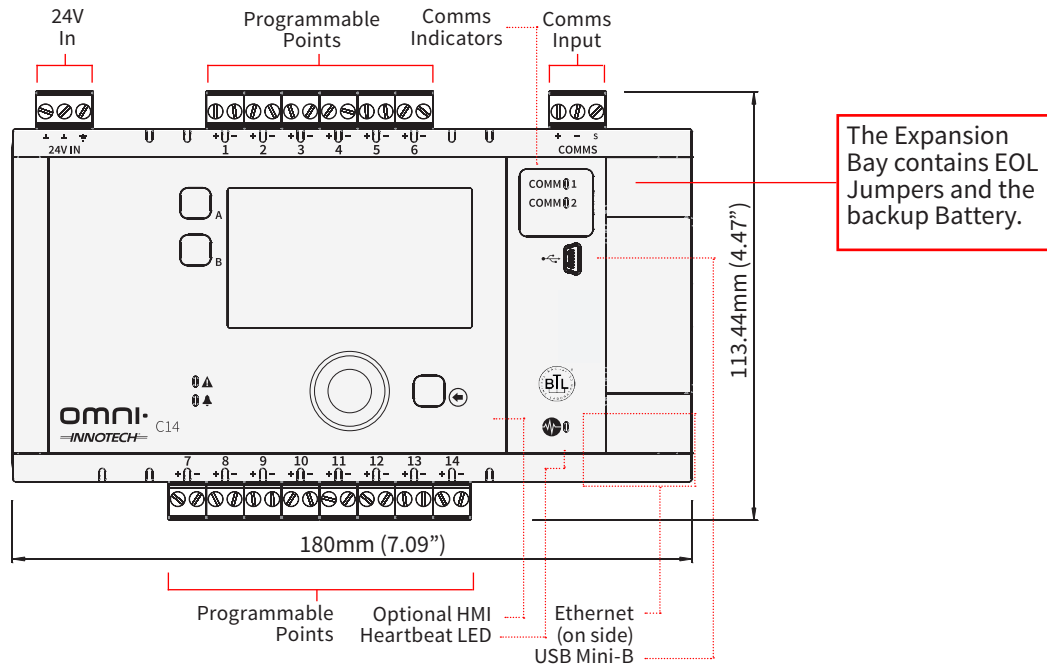 24V
In
Programmable
Points
Comms
Indicators
Comms
Input
24V IN
+ - 1
+ - 2
+ - 3
+ - 4
+ - 5
+ - 6
+ - S
COMMS
The Expansion
Bay contains EOL
Jumpers and the
backup Battery.
COMM 1
COMM 2
A
B
113.44mm (4.47”)
BTL
omni
INNOTECH
C14
7 8 9 10 11 12 13 14
+ - + - + - + - + - + - + - + -
180mm (7.09”)
Programmable
Points
Optional HMI
Heartbeat LED
Ethernet
(on side)
USB Mini-B